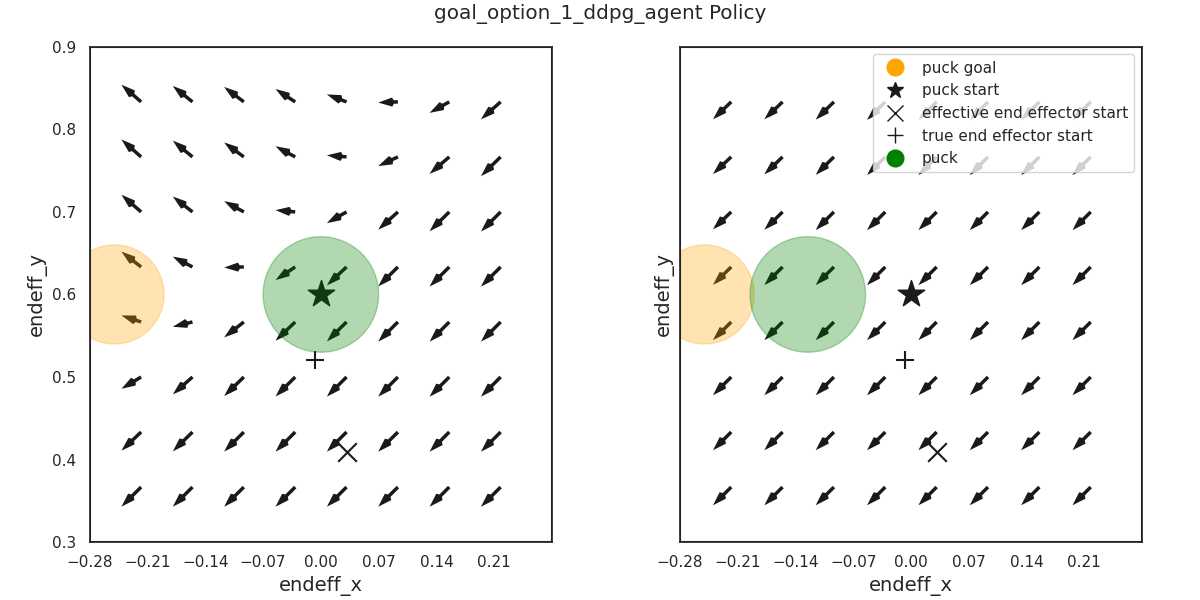 goal_option_1_ddpg_agent Policy
0.9
0.8
0.7
0.6
0.5
0.4
0.3
endeff_y
−0.28 −0.21 −0.14 −0.07 0.00 0.07 0.14 0.21
endeff_x
puck goal
puck start
effective end effector start
true end effector start
puck
endeff_y
−0.28 −0.21 −0.14 −0.07 0.00 0.07 0.14 0.21
endeff_x